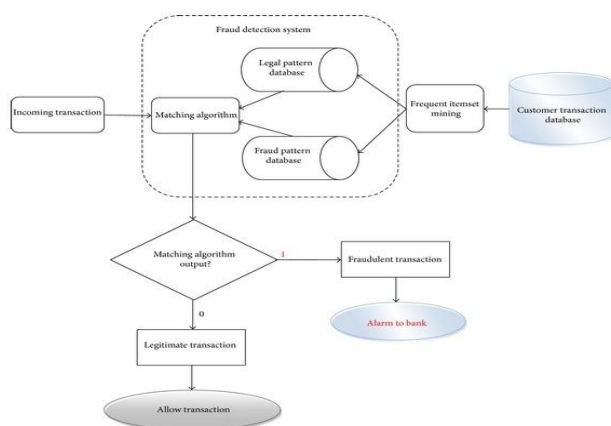 Fraud detection system
Legal pattern
database
Incoming transaction
Matching algorithm
Frequent itemset
mining
Customer transaction
database
Fraud pattern
database
Matching algorithm
output?
1
Fraudulent transaction
0
Alarm to bank
Legitimate transaction
Allow transaction